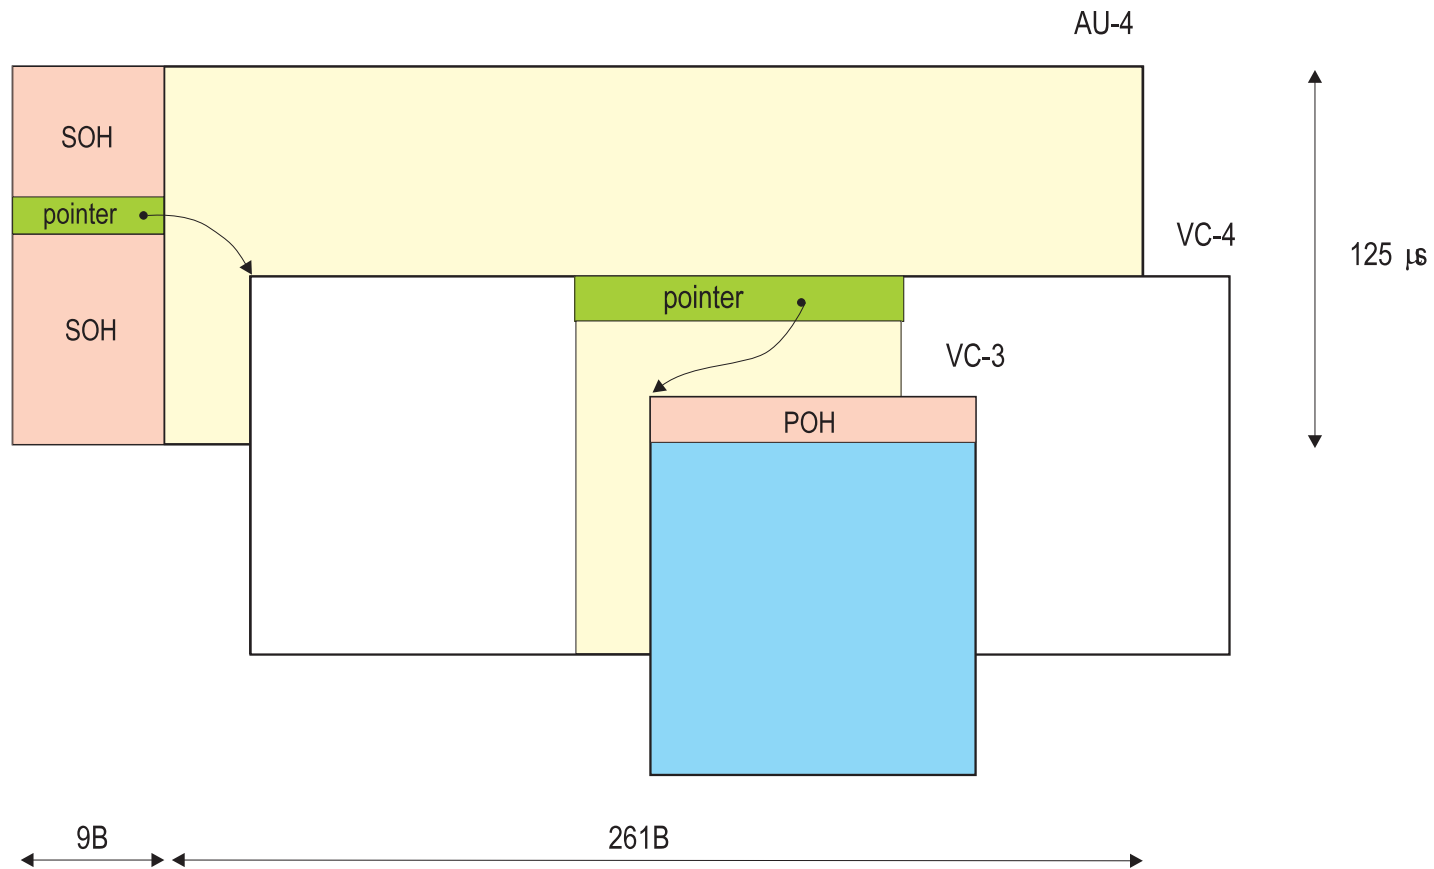 AU-4
SOH
pointer
VC-4
125 μs
pointer
SOH
VC-3
POH
9B
261B